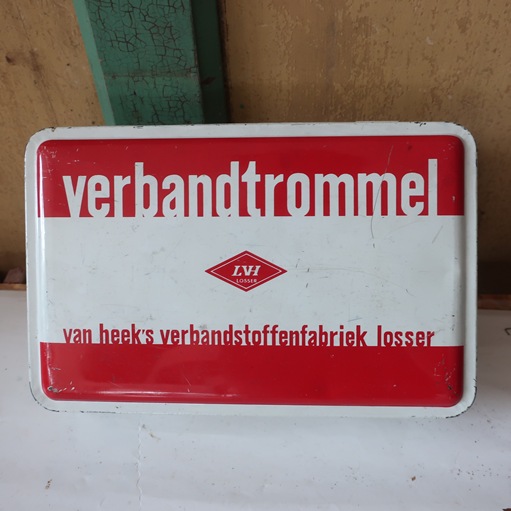 verbandtrommel
LVH
LOSSER
van heek's verbandstoffenfabriek losser